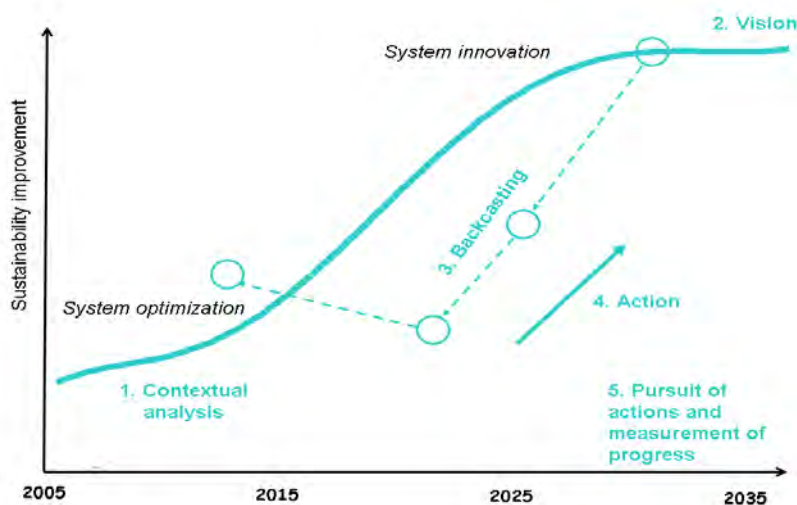 2. Vision
System innovation
Sustainability improvement
3. Backcasting
System optimization
4. Action
1. Contextual
analysis
5. Pursuit of
actions and
measurement of
progress
2005
2015
2025
2035